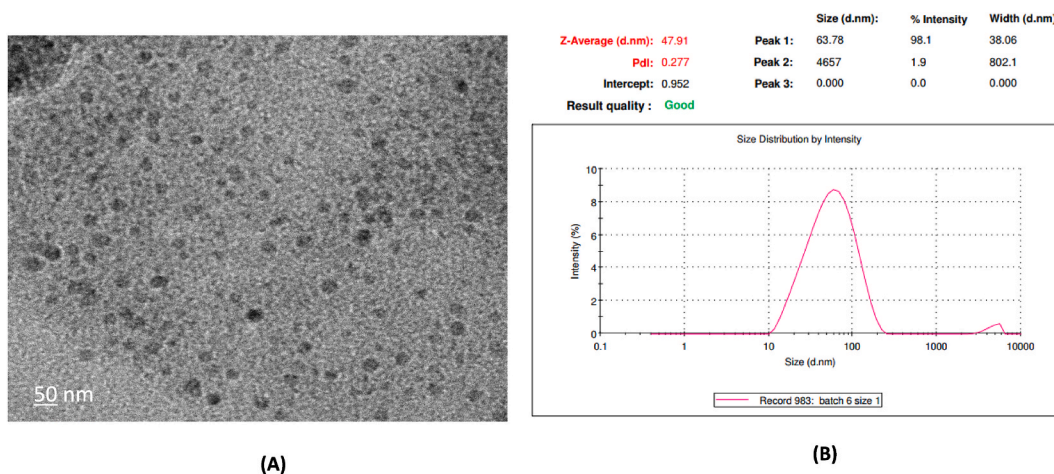 50 nm
(A)
Size (d.nm): % Intensity Width (d.nm)
Z-Average (d.nm): 47.91 Peak 1: 63.78 98.1 38.06
PdI: 0.277 Peak 2: 4657 1.9 802.1
Intercept: 0.952 Peak 3: 0.000 0.0 0.000
Result quality : Good
Size Distribution by Intensity
Intensity (%)
10
8
6
4
2
0
0.1 1 10 100 1000 10000
Size (d.nm)
Record 983: batch 6 size 1
(B)